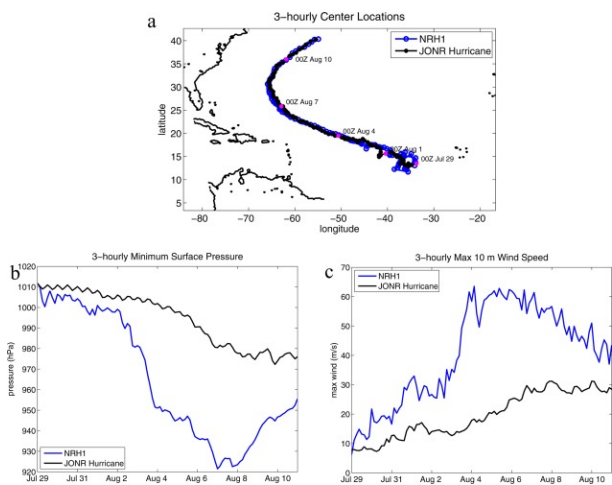 a
3-hourly Center Locations
NRH1
JONR Hurricane
00Z Aug 10
00Z Aug 7
00Z Aug 4
00Z Aug 1
00Z Jul 29
latitude
40
35
30
25
20
15
10
5
-80 -70 -60 -50 -40 -30 -20
longitude
b
3-hourly Minimum Surface Pressure
pressure (hPa)
1020
1010
1000
990
980
970
960
950
940
930
920
NRH1
JONR Hurricane
Jul 29 Jul 31 Aug 2 Aug 4 Aug 6 Aug 8 Aug 10
c
3-hourly Max 10 m Wind Speed
max wind (m/s)
70
60
50
40
30
20
10
0
NRH1
JONR Hurricane
Jul 29 Jul 31 Aug 2 Aug 4 Aug 6 Aug 8 Aug 10